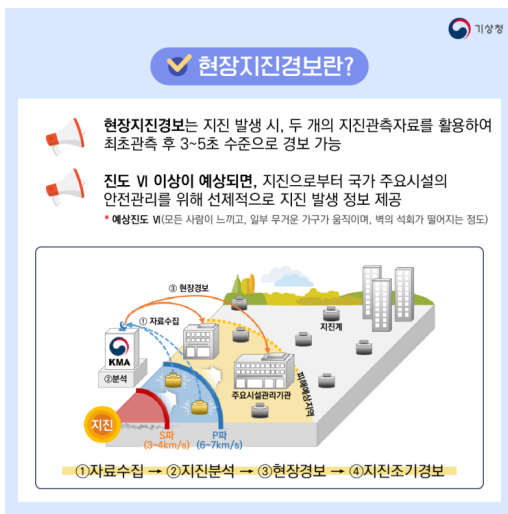 기상청
현장지진경보란?
현장지진경보는 지진 발생 시, 두 개의 지진관측자료를 활용하여
최초관측 후 3~5초 수준으로 경보 가능
진도 Ⅵ 이상이 예상되면, 지진으로부터 국가 주요시설의
안전관리를 위해 선제적으로 지진 발생 정보 제공
* 예상진도 Ⅵ(모든 사람이 느끼고, 일부 무거운 가구가 움직이며, 벽의 석회가 떨어지는 정도)
③ 현장경보
① 자료수집
지진계
KMA
②분석
주요시설관리기관
피해예상지역
지진
S파
(3~4km/s)
P파
(6~7km/s)
①자료수집 → ②지진분석 → ③현장경보 → ④지진조기경보